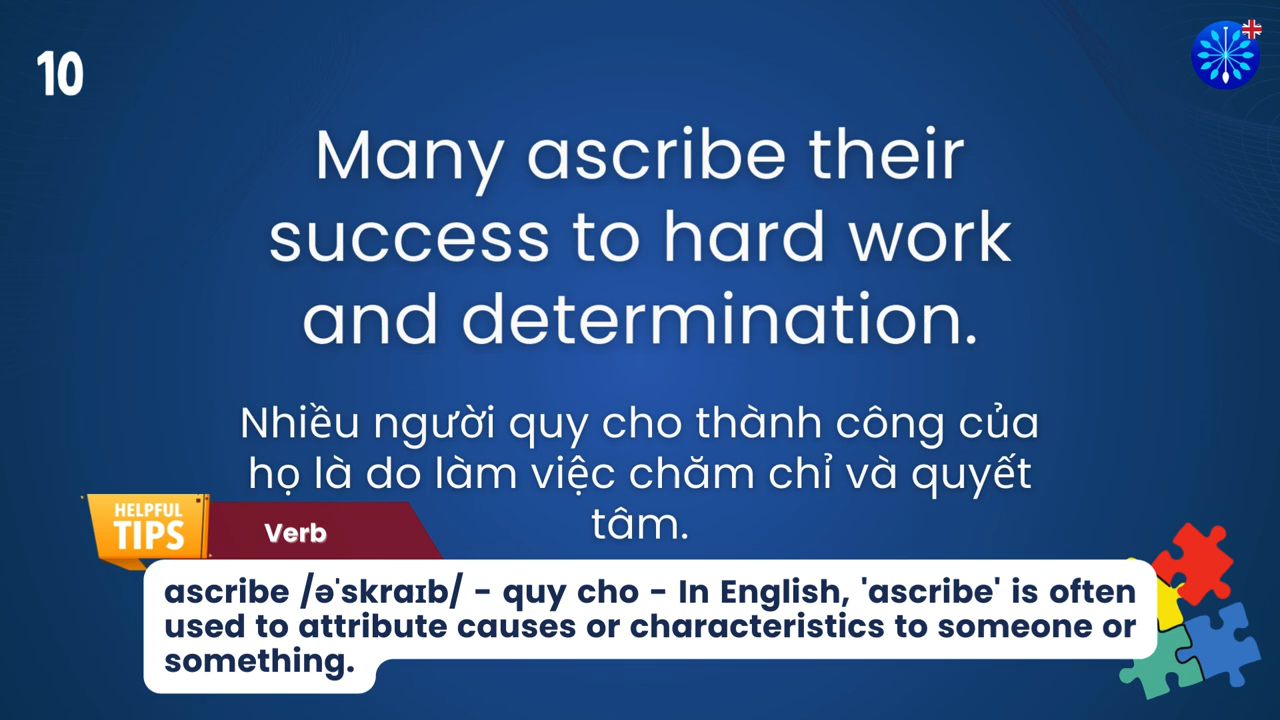 10
Many ascribe their
success to hard work
and determination.
Nhiều người quy cho thành công của
họ là do làm việc chăm chỉ và quyết
tâm.
HELPFUL
TIPS
Verb
ascribe /əˈskraɪb/ - quy cho - In English, 'ascribe' is often
used to attribute causes or characteristics to someone or
something.